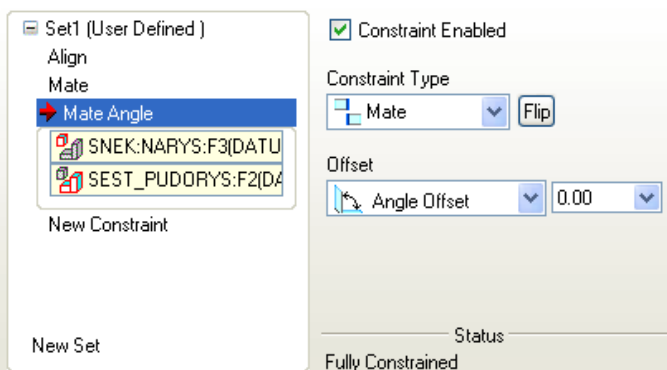 Set1 (User Defined )
Align
Mate
Mate Angle
SNEK:NARYS:F3(DATU
SEST_PUDORYS:F2(DA
New Constraint
New Set
Constraint Enabled
Constraint Type
Mate
Flip
Offset
Angle Offset
0.00
Status
Fully Constrained